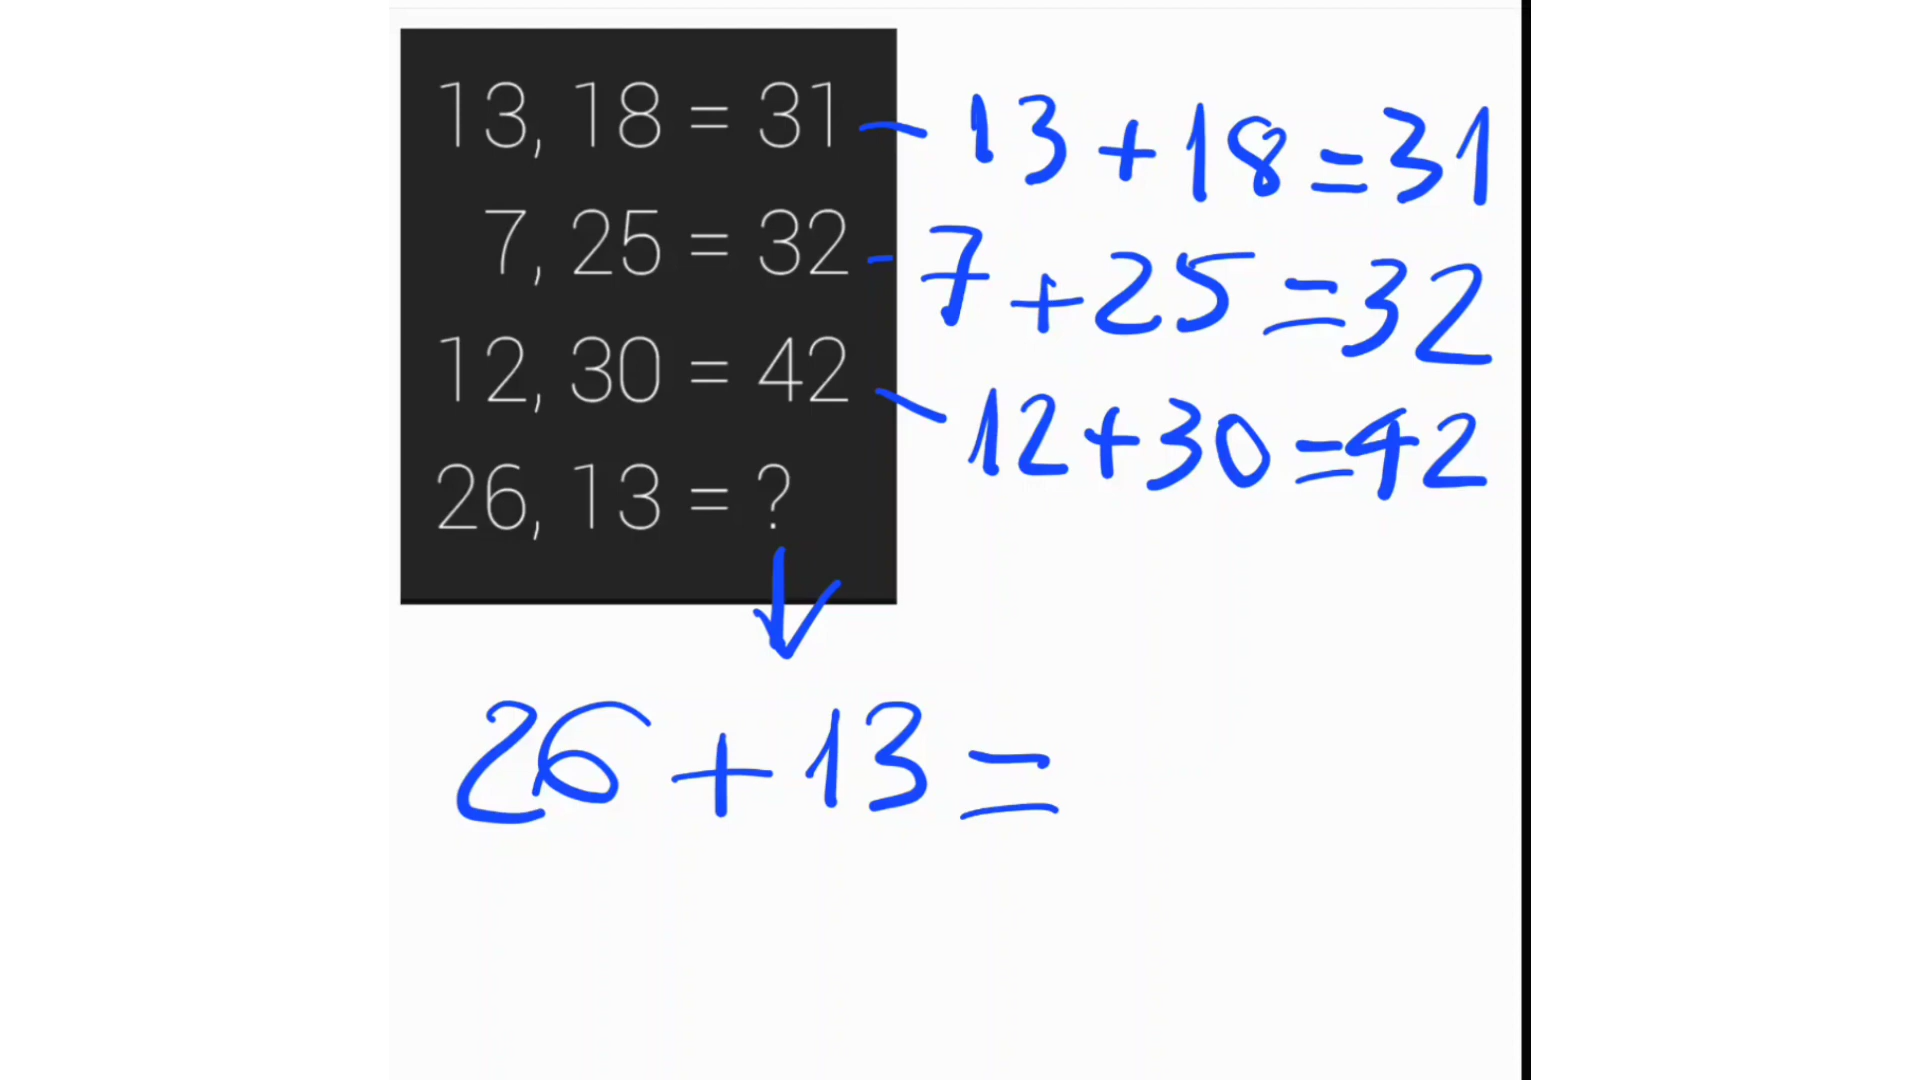 13, 18 = 31
13+18=31
7, 25 = 32
7+25=32
12, 30 = 42
12+30=42
26, 13 = ?
26+13=